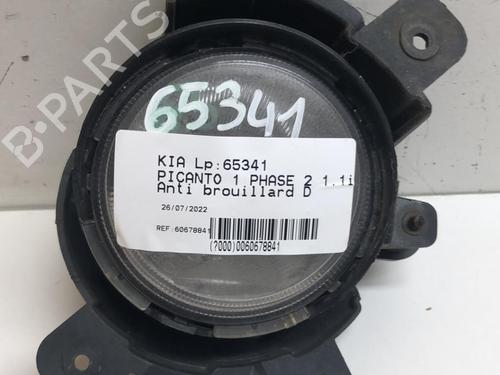 B-PARTS
65341
KIA Lp:65341
PICANTO 1 PHASE 2 1.1i
Anti brouillard D
26/07/2022
REF:60678841
(?000)0060678841